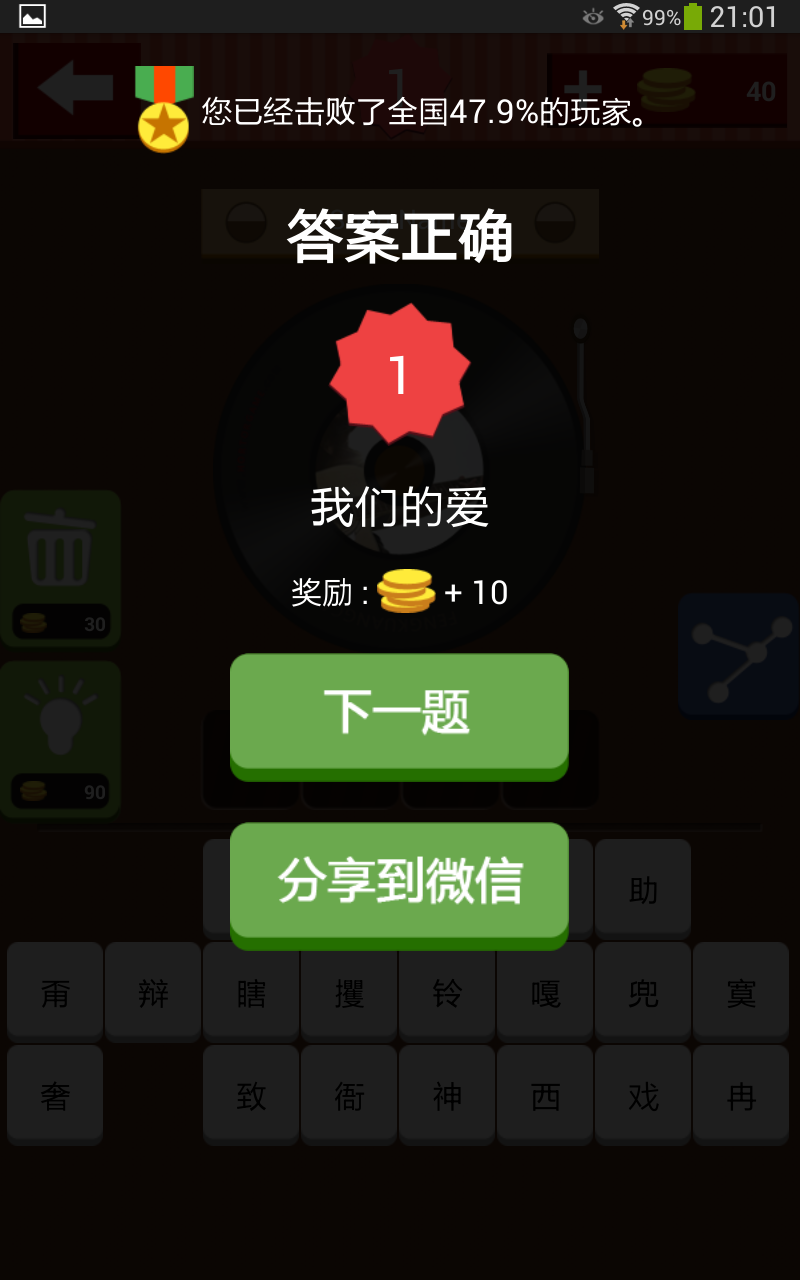 99% 21:01
1
40
您已经击败了全国47.9%的玩家。
答案正确
1
我们的爱
奖励 : + 10
30
下一题
90
分享到微信
助
甭 辩 瞎 攫 铃 嘎 兜 寞
奢 致 衙 神 西 戏 冉